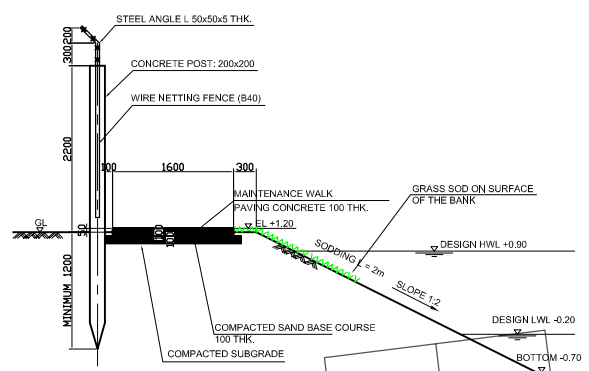 STEEL ANGLE L 50x50x5 THK.
300 200
CONCRETE POST: 200x200
WIRE NETTING FENCE (B40)
2200
100 1600 300
MAINTENANCE WALK
PAVING CONCRETE 100 THK.
GRASS SOD ON SURFACE
OF THE BANK
GL
50
100
100
EL +1.20
DESIGN HWL +0.90
SODDING L = 2m
SLOPE 1:2
MINIMUM 1200
COMPACTED SAND BASE COURSE
100 THK.
COMPACTED SUBGRADE
DESIGN LWL -0.20
BOTTOM -0.70